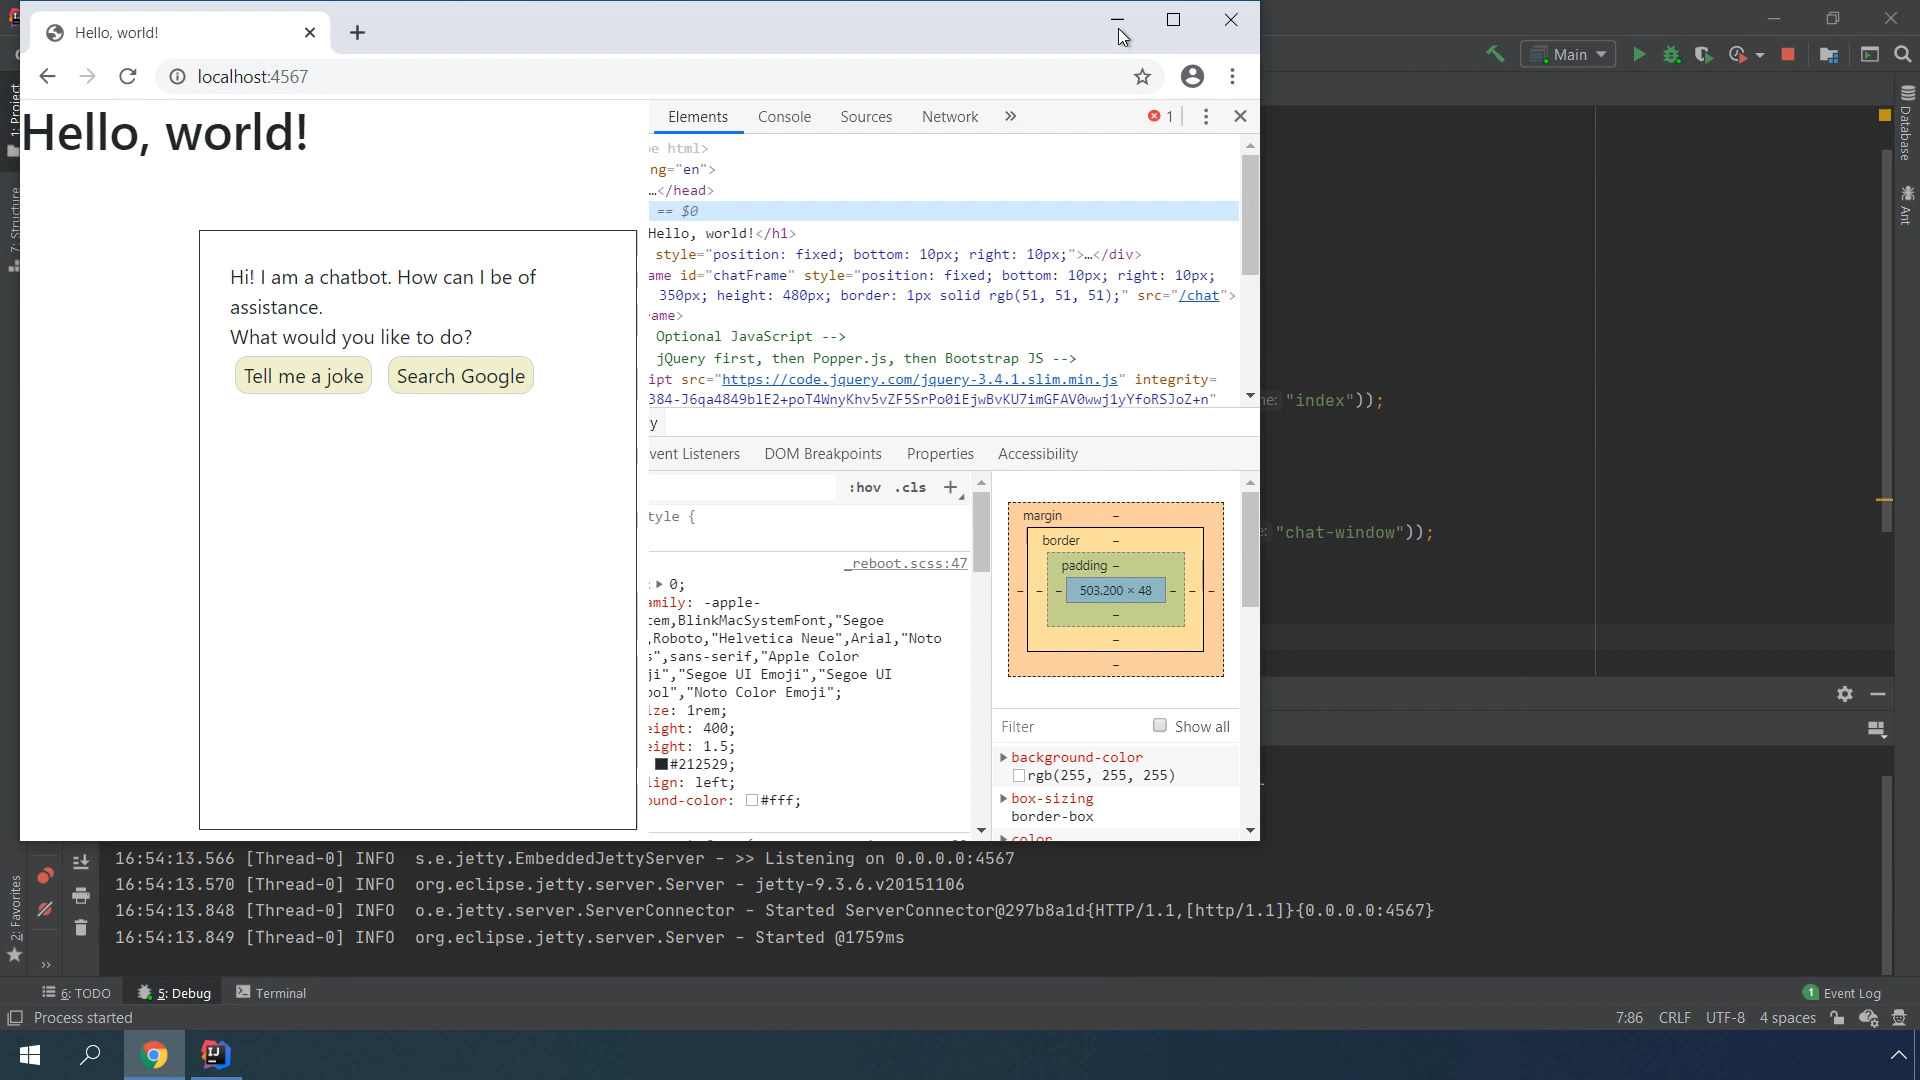 Hello, world!
localhost:4567
Main
Hello, world!
Elements
Console
Sources
Network
1
html>
ng="en">
…</head>
== $0
Hello, world!</h1>
style="position: fixed; bottom: 10px; right: 10px;">…</div>
ame id="chatFrame" style="position: fixed; bottom: 10px; right: 10px;
350px; height: 480px; border: 1px solid rgb(51, 51, 51);" src="/chat">
ame>
Optional JavaScript -->
jQuery first, then Popper.js, then Bootstrap JS -->
ipt src="https://code.jquery.com/jquery-3.4.1.slim.min.js" integrity=
384-J6qa4849blE2+poT4WnyKhv5vZF5SrPo0iEjwBvKU7imGFAV0wwj1yYfoRSJoZ+n"
y
Hi! I am a chatbot. How can I be of
assistance.
What would you like to do?
Tell me a joke
Search Google
vent Listeners
DOM Breakpoints
Properties
Accessibility
:hov .cls +
tyle {
_reboot.scss:47
: ▸ 0;
amily: -apple-
tem,BlinkMacSystemFont,"Segoe
,Roboto,"Helvetica Neue",Arial,"Noto
s",sans-serif,"Apple Color
ji","Segoe UI Emoji","Segoe UI
ool","Noto Color Emoji";
ize: 1rem;
eight: 400;
eight: 1.5;
#212529;
lign: left;
ound-color: #fff;
margin –
border –
padding –
503.200 × 48
Filter
Show all
background-color
rgb(255, 255, 255)
box-sizing
border-box
color
"index"));
"chat-window"));
1: Project
7: Structure
2: Favorites
Database
Ant
16:54:13.566 [Thread-0] INFO s.e.jetty.EmbeddedJettyServer - >> Listening on 0.0.0.0:4567
16:54:13.570 [Thread-0] INFO org.eclipse.jetty.server.Server - jetty-9.3.6.v20151106
16:54:13.848 [Thread-0] INFO o.e.jetty.server.ServerConnector - Started ServerConnector@297b8a1d{HTTP/1.1,[http/1.1]}{0.0.0.0:4567}
16:54:13.849 [Thread-0] INFO org.eclipse.jetty.server.Server - Started @1759ms
6: TODO
5: Debug
Terminal
1 Event Log
Process started
7:86 CRLF UTF-8 4 spaces